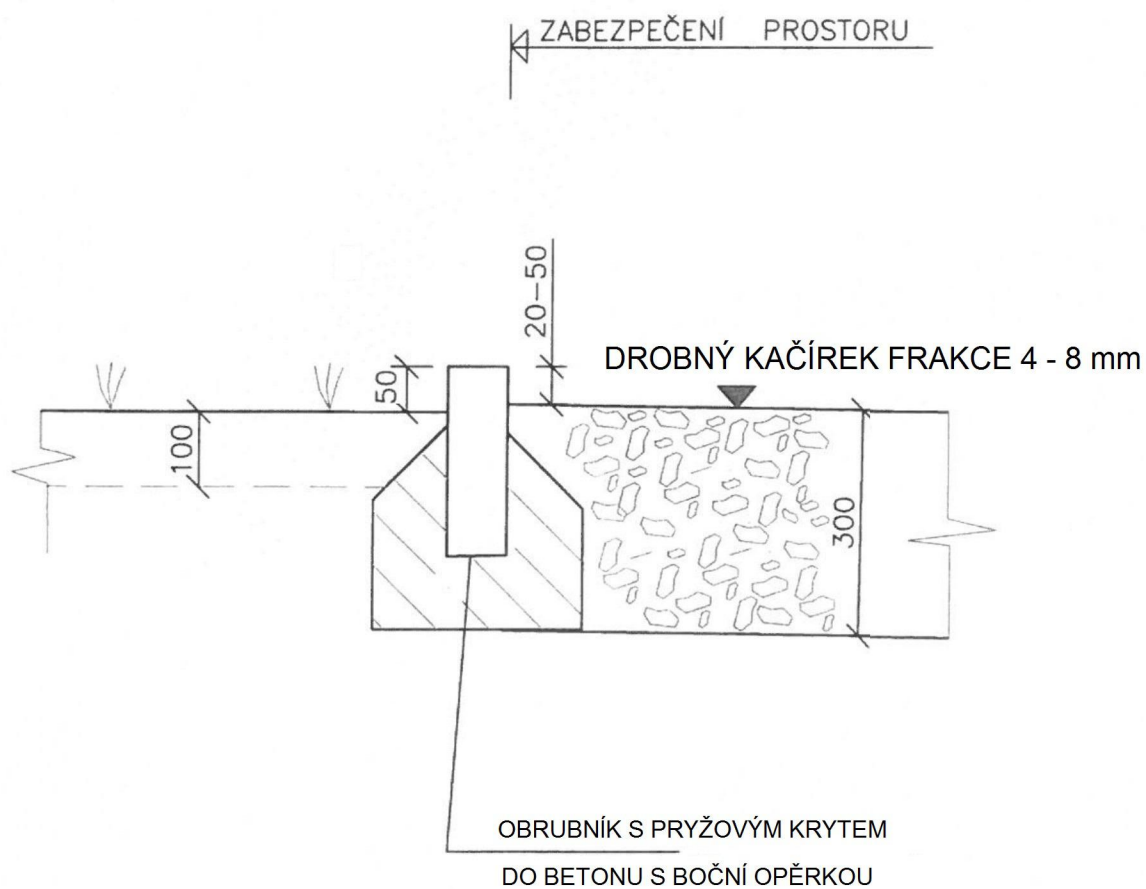 ZABEZPEČENÍ PROSTORU
20-50
DROBNÝ KAČÍREK FRAKCE 4 - 8 mm
50
100
300
OBRUBNÍK S PRYŽOVÝM KRYTEM
DO BETONU S BOČNÍ OPĚRKOU